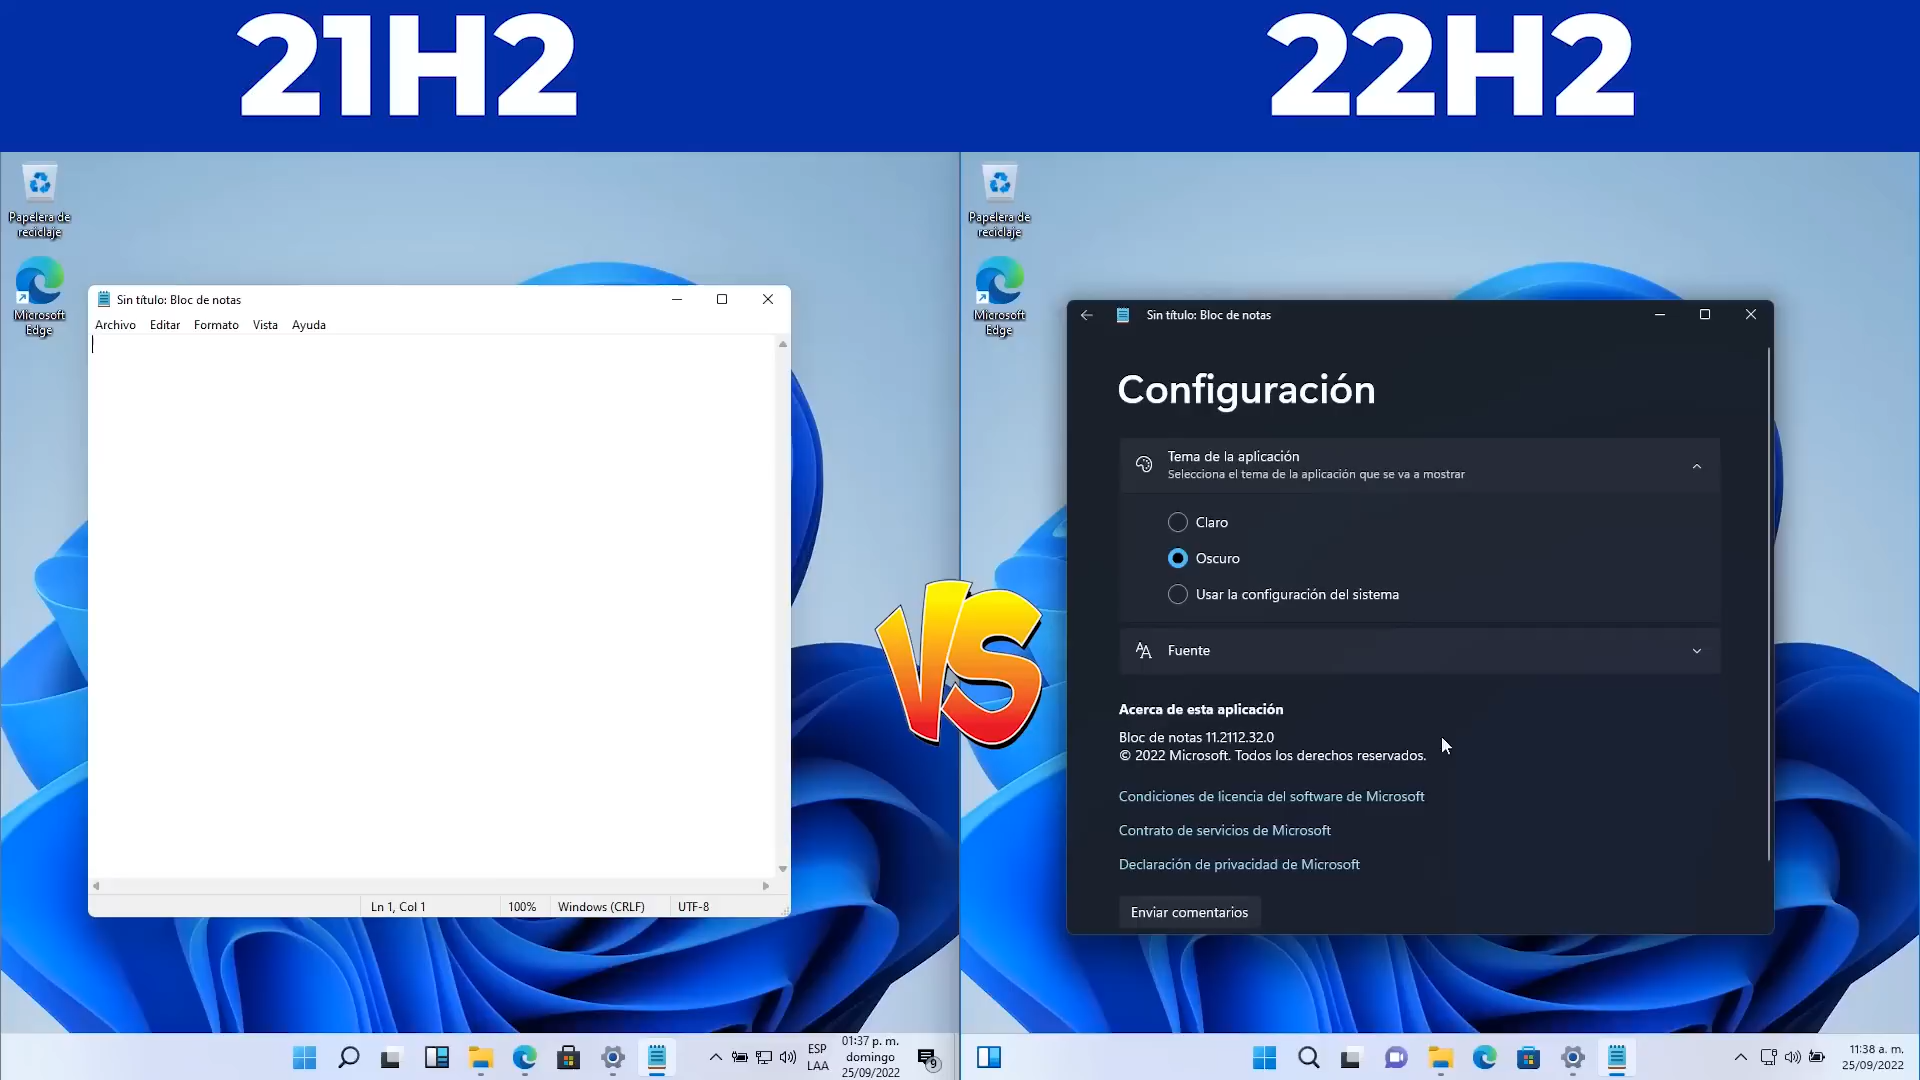 21H2
22H2
Papelera de
reciclaje
Microsoft
Edge
Sin título: Bloc de notas
Archivo Editar Formato Vista Ayuda
Ln 1, Col 1 100% Windows (CRLF) UTF-8
VS
Papelera de
reciclaje
Microsoft
Edge
Sin título: Bloc de notas
Configuración
Tema de la aplicación
Selecciona el tema de la aplicación que se va a mostrar
Claro
Oscuro
Usar la configuración del sistema
Fuente
Acerca de esta aplicación
Bloc de notas 11.2112.32.0
© 2022 Microsoft. Todos los derechos reservados.
Condiciones de licencia del software de Microsoft
Contrato de servicios de Microsoft
Declaración de privacidad de Microsoft
Enviar comentarios
ESP
LAA
01:37 p. m.
domingo
25/09/2022
9
11:38 a. m.
25/09/2022